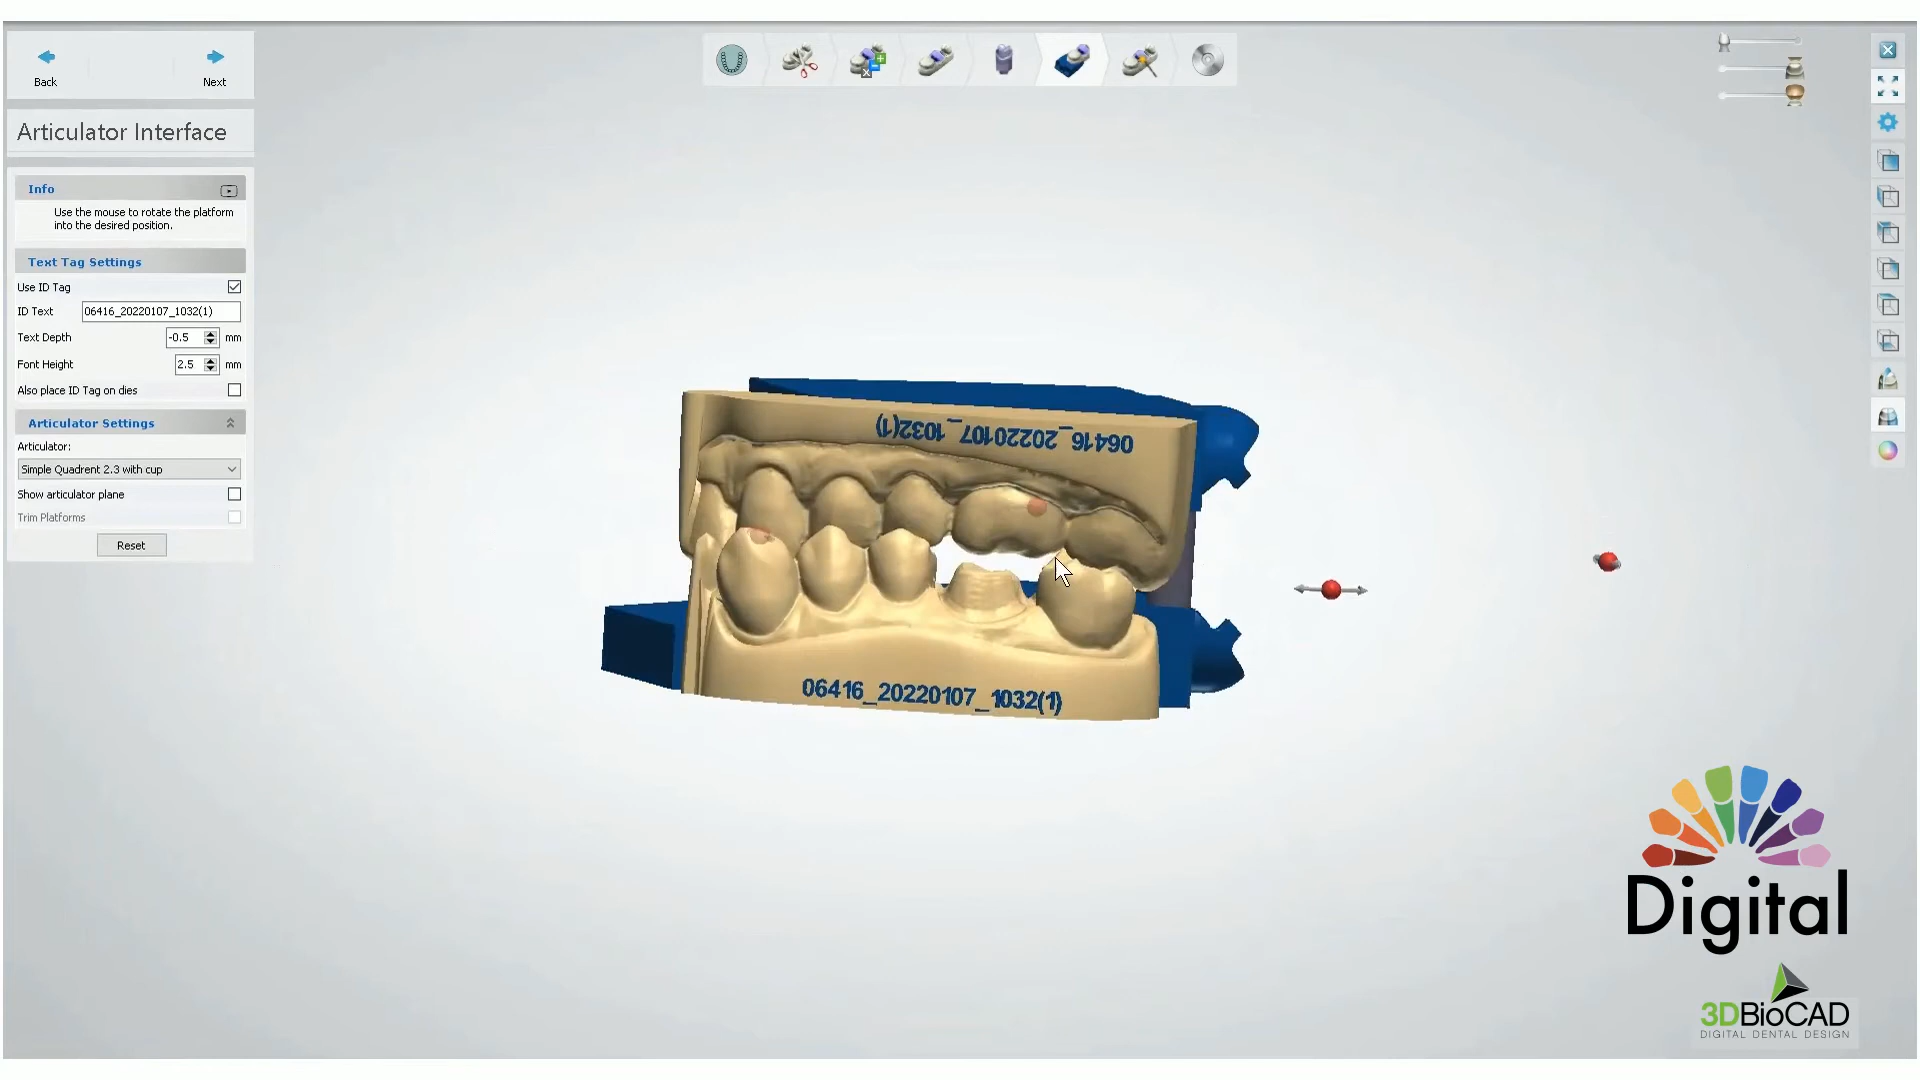 Back
Next
Articulator Interface
Info
Use the mouse to rotate the platform
into the desired position.
Text Tag Settings
Use ID Tag
ID Text 06416_20220107_1032(1)
Text Depth -0.5 mm
Font Height 2.5 mm
Also place ID Tag on dies
Articulator Settings
Articulator:
Simple Quadrent 2.3 with cup
Show articulator plane
Trim Platforms
Reset
06416_20220107_1032(1)
06416_20220107_1032(1)
Digital
3DBioCAD
DIGITAL DENTAL DESIGN